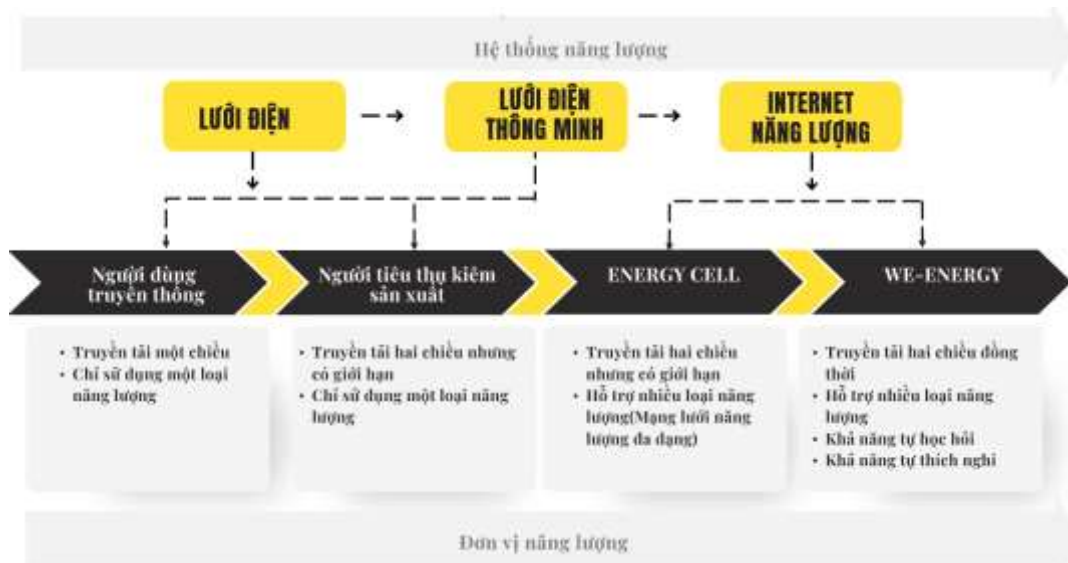 Hệ thống năng lượng
LƯỚI ĐIỆN
LƯỚI ĐIỆN
THÔNG MINH
INTERNET
NĂNG LƯỢNG
Người dùng
truyền thống
Người tiêu thụ kiêm
sản xuất
ENERGY CELL
WE-ENERGY
• Truyền tải một chiều
• Chỉ sử dụng một loại
năng lượng
• Truyền tải hai chiều nhưng
có giới hạn
• Chỉ sử dụng một loại năng
lượng
• Truyền tải hai chiều
nhưng có giới hạn
• Hỗ trợ nhiều loại năng
lượng(Mạng lưới năng
lượng đa dạng)
• Truyền tải hai chiều đồng
thời
• Hỗ trợ nhiều loại năng
lượng
• Khả năng tự học hỏi
• Khả năng tự thích nghi
Đơn vị năng lượng